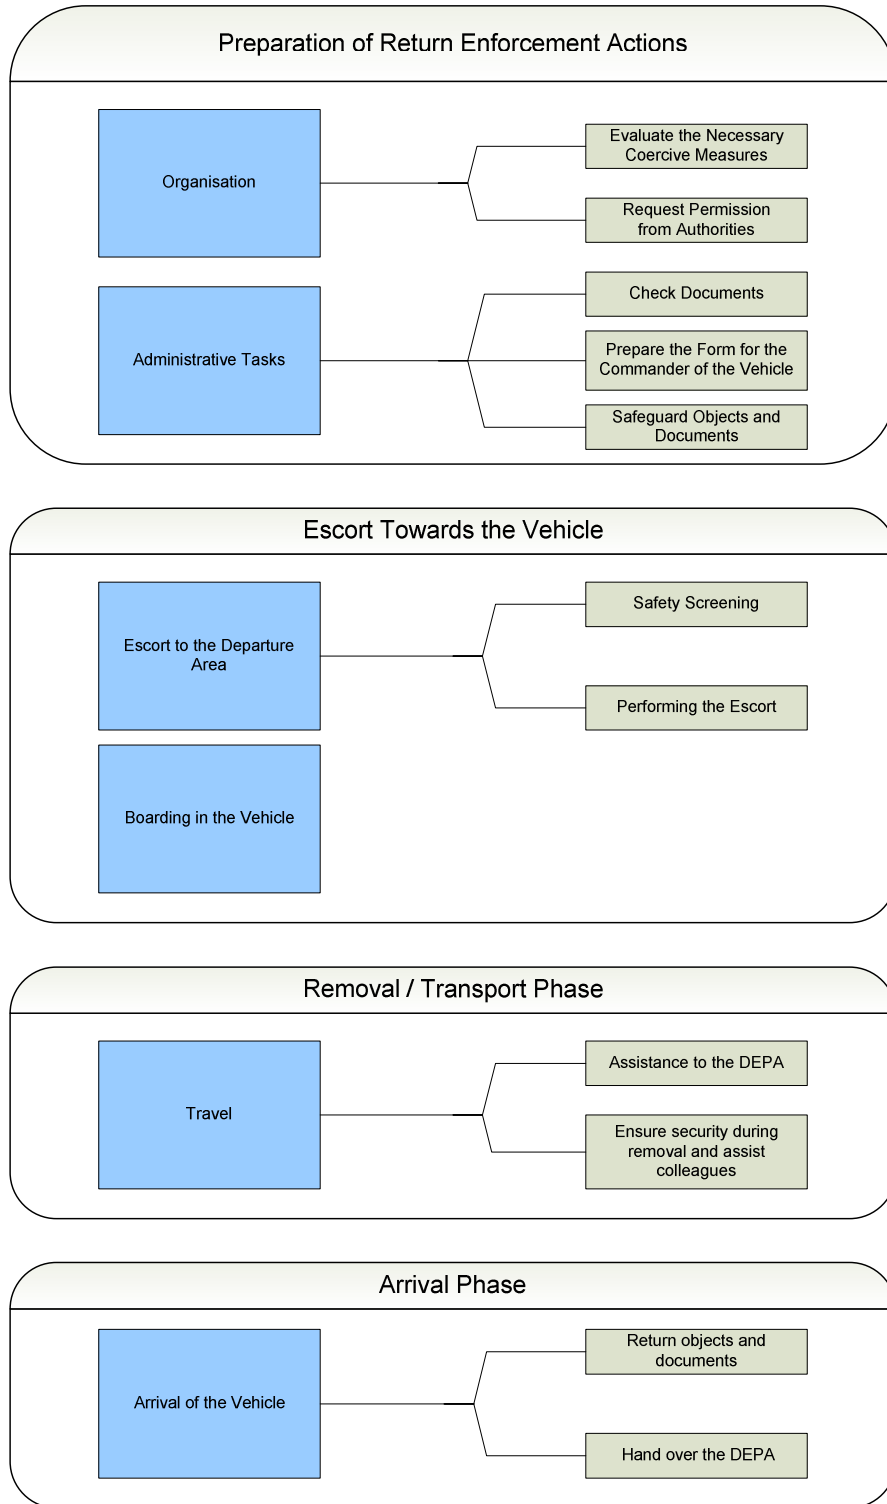 Preparation of Return Enforcement Actions
Organisation
Evaluate the Necessary
Coercive Measures
Request Permission
from Authorities
Administrative Tasks
Check Documents
Prepare the Form for the
Commander of the Vehicle
Safeguard Objects and
Documents
Escort Towards the Vehicle
Escort to the Departure
Area
Safety Screening
Performing the Escort
Boarding in the Vehicle
Removal / Transport Phase
Travel
Assistance to the DEPA
Ensure security during
removal and assist
colleagues
Arrival Phase
Arrival of the Vehicle
Return objects and
documents
Hand over the DEPA